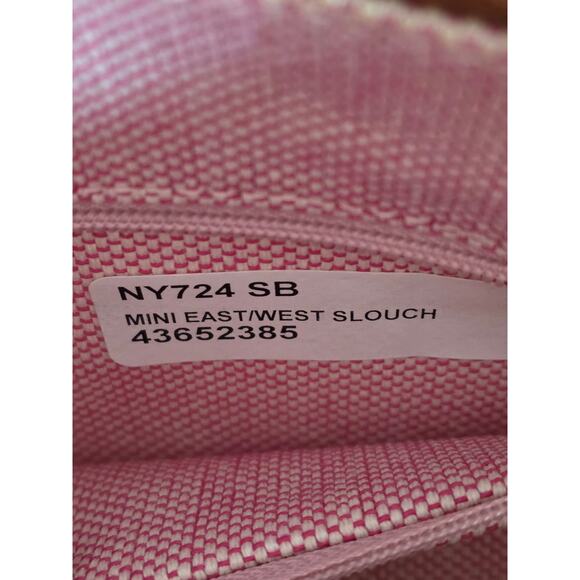 NY724 SB
MINI EAST/WEST SLOUCH
43652385